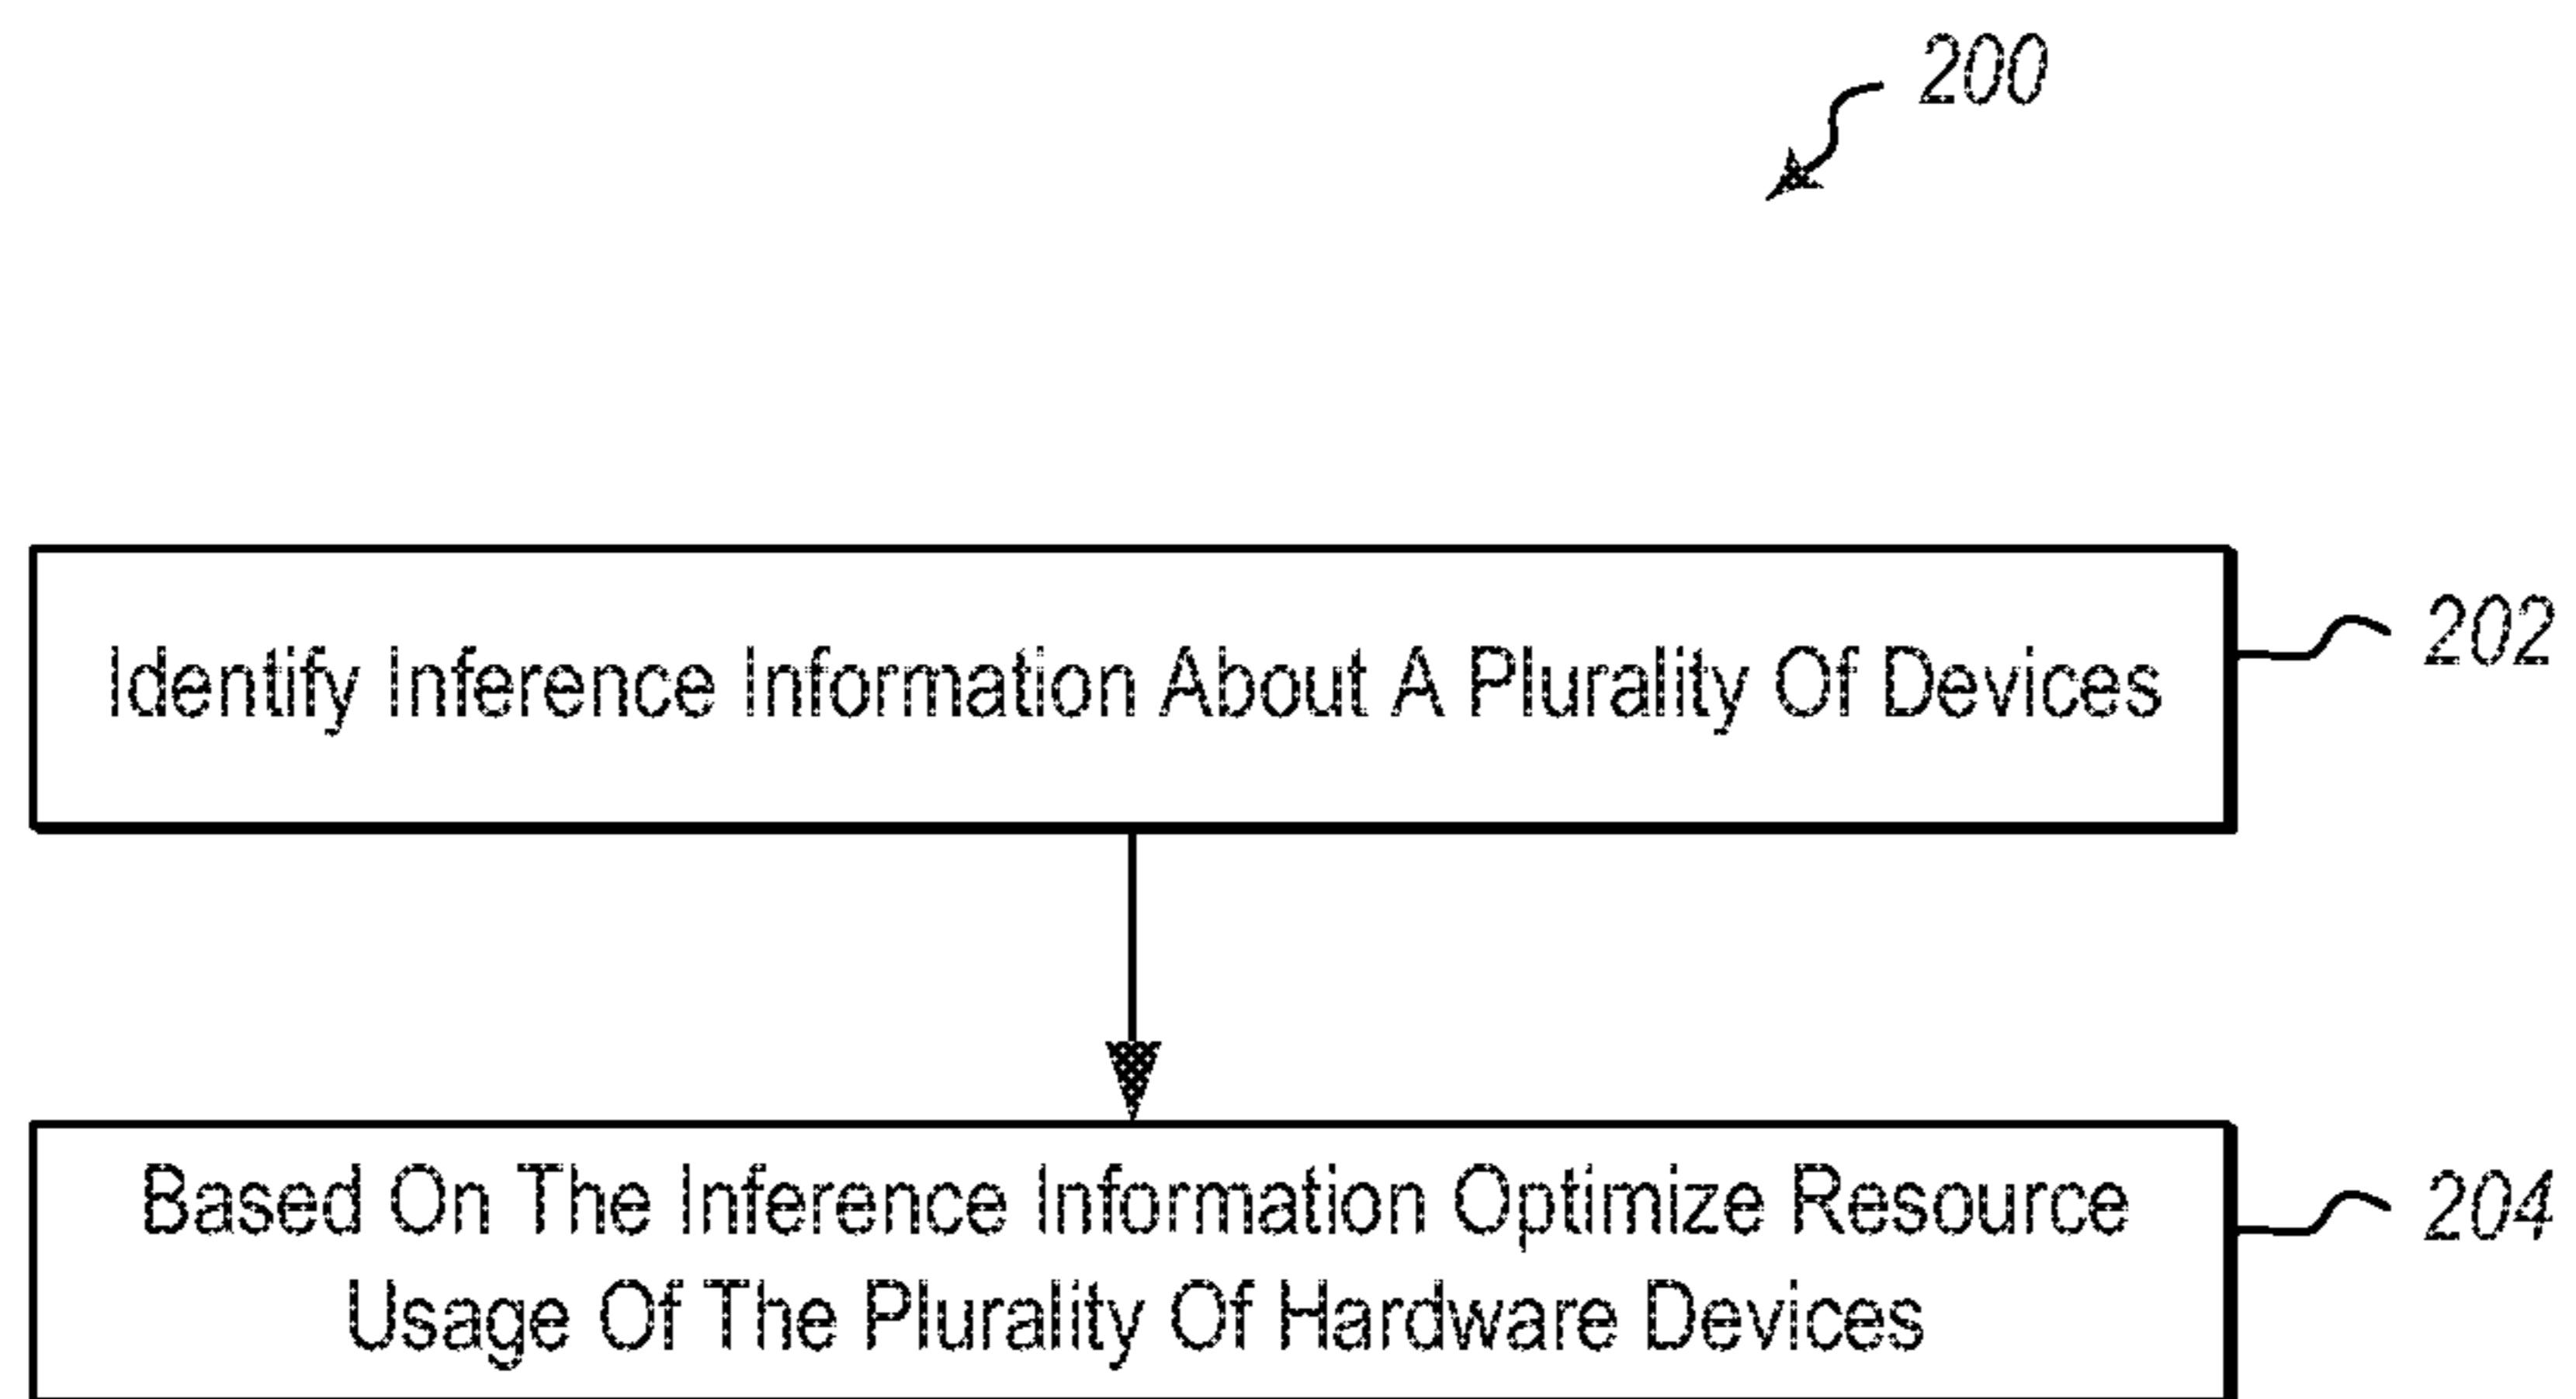 200
Identify Inference Information About A Plurality Of Devices
202
Based On The Inference Information Optimize Resource
Usage Of The Plurality Of Hardware Devices
204